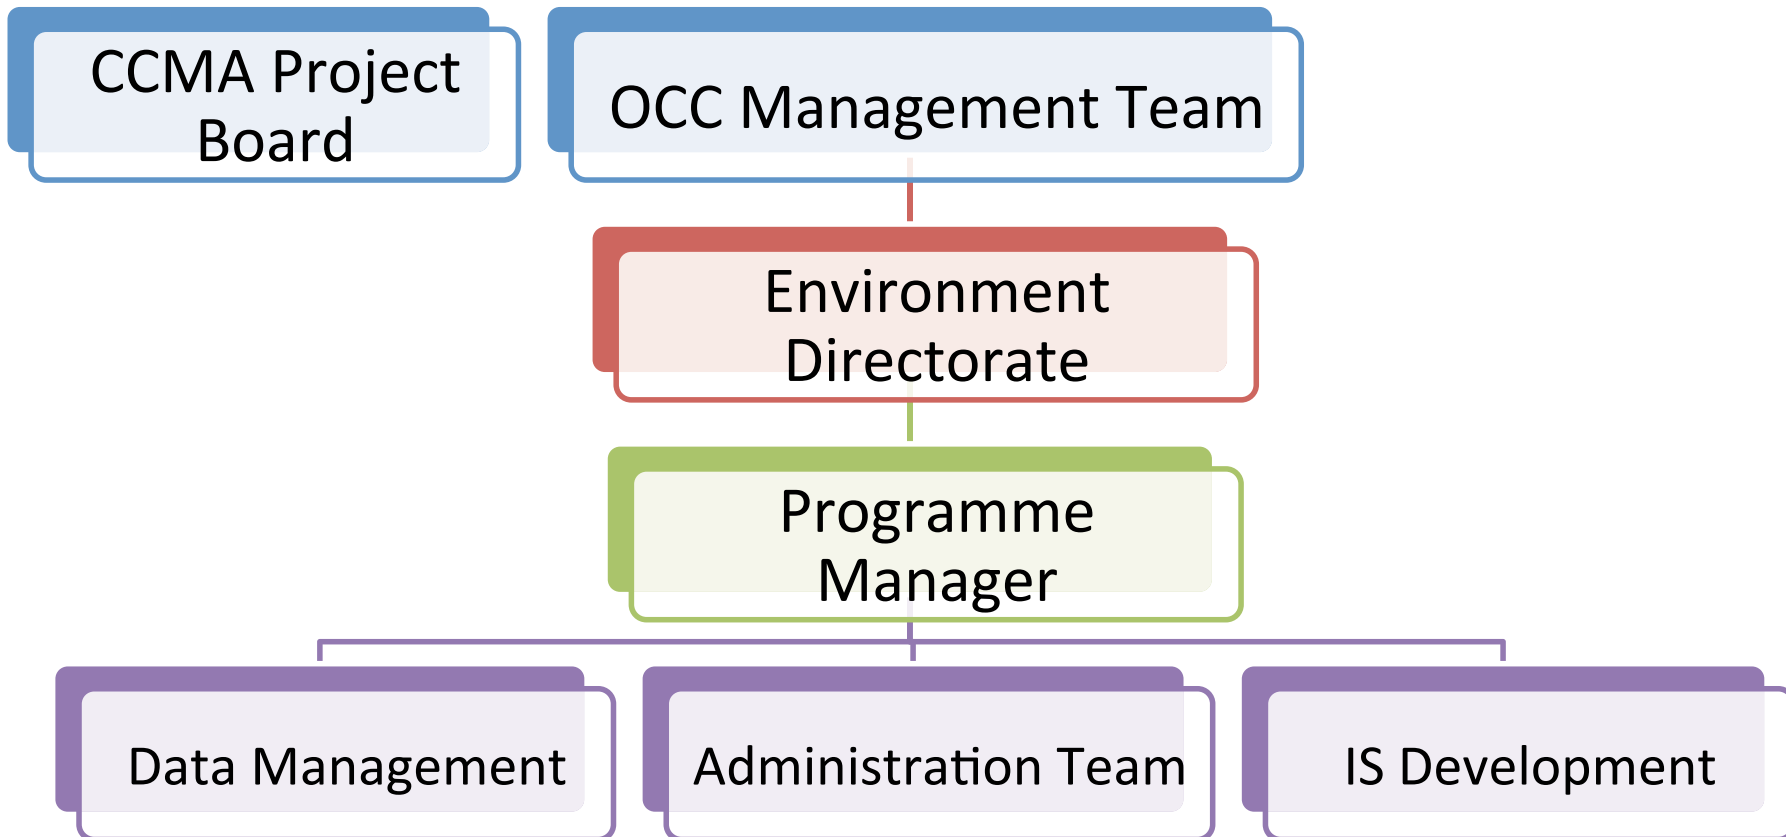 CCMA Project
Board
OCC Management Team
Environment
Directorate
Programme
Manager
Data Management
Administration Team
IS Development